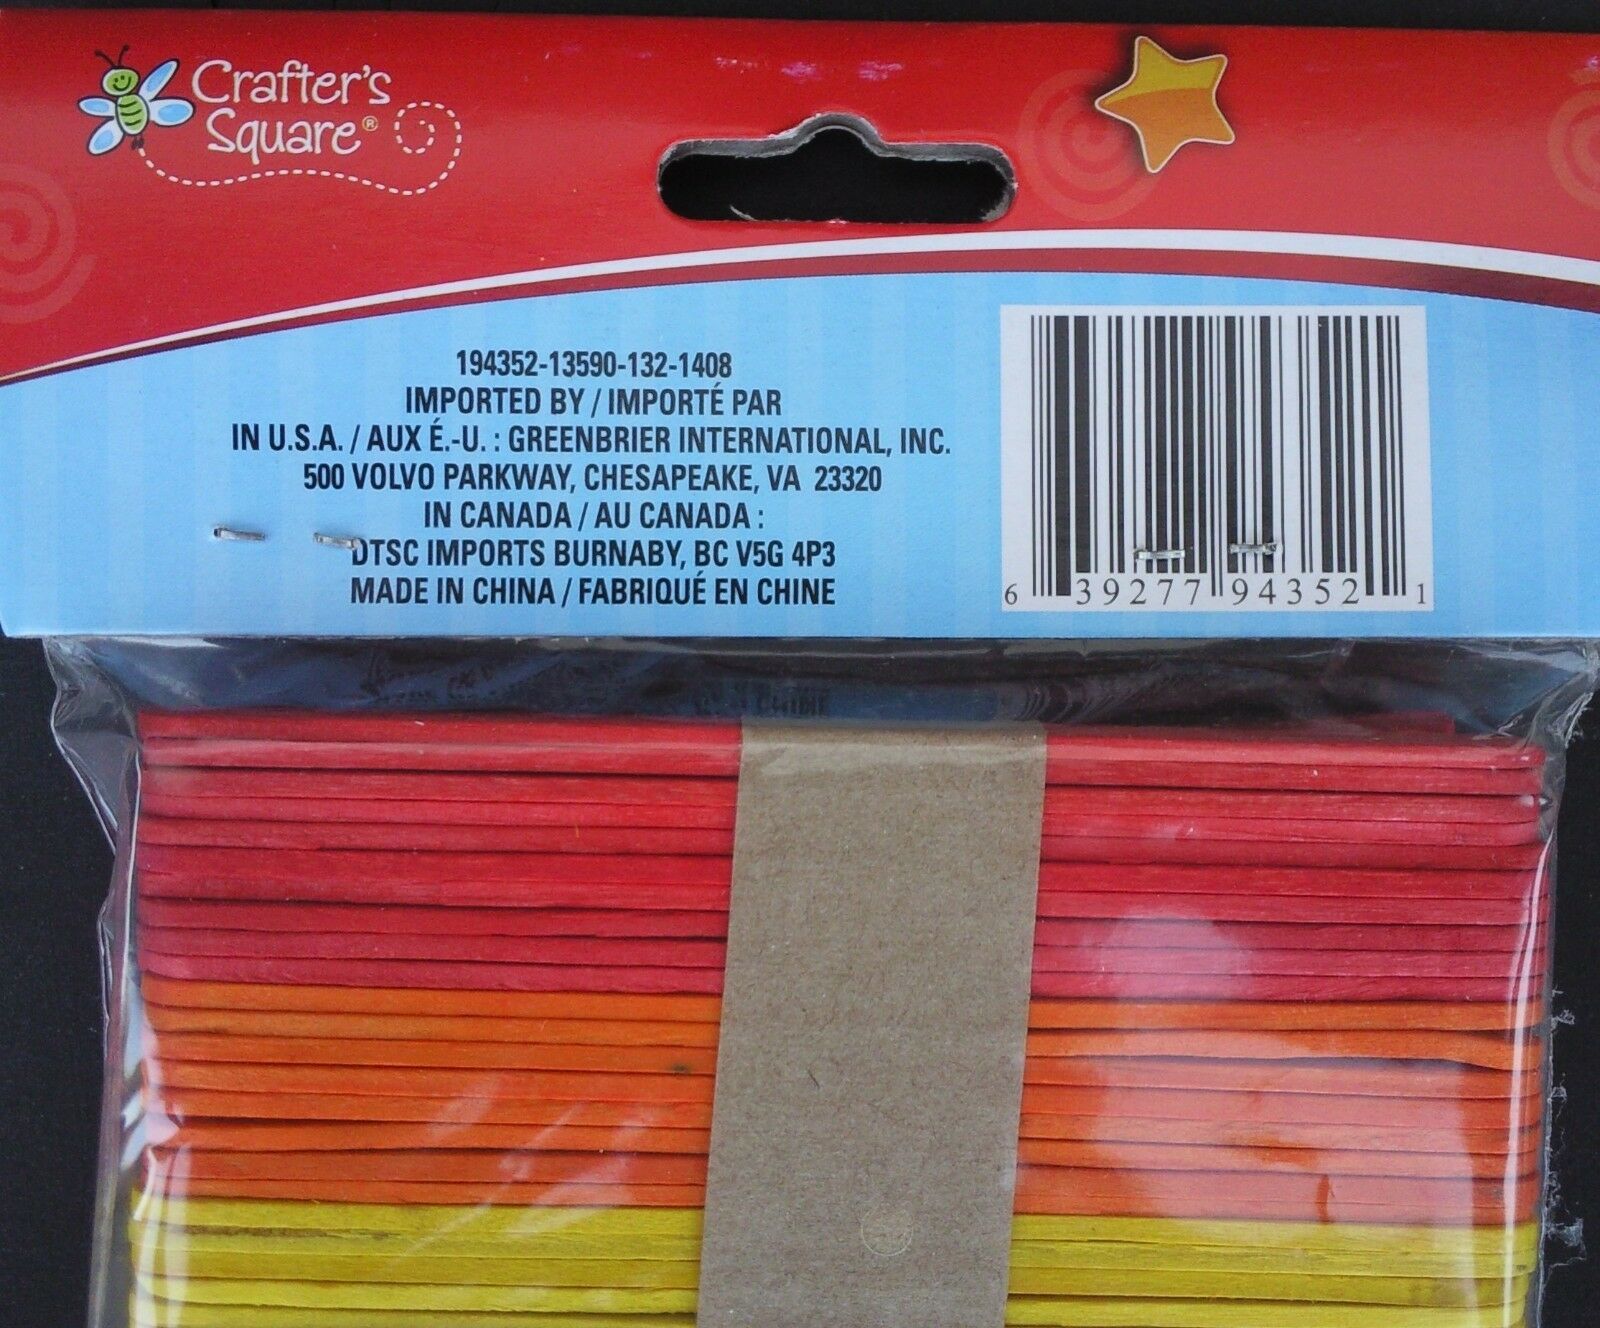 Crafter's
Square®
194352-13590-132-1408
IMPORTED BY / IMPORTÉ PAR
IN U.S.A. / AUX É.-U. : GREENBRIER INTERNATIONAL, INC.
500 VOLVO PARKWAY, CHESAPEAKE, VA 23320
IN CANADA / AU CANADA :
DTSC IMPORTS BURNABY, BC V5G 4P3
MADE IN CHINA / FABRIQUÉ EN CHINE
6 39277 94352 1